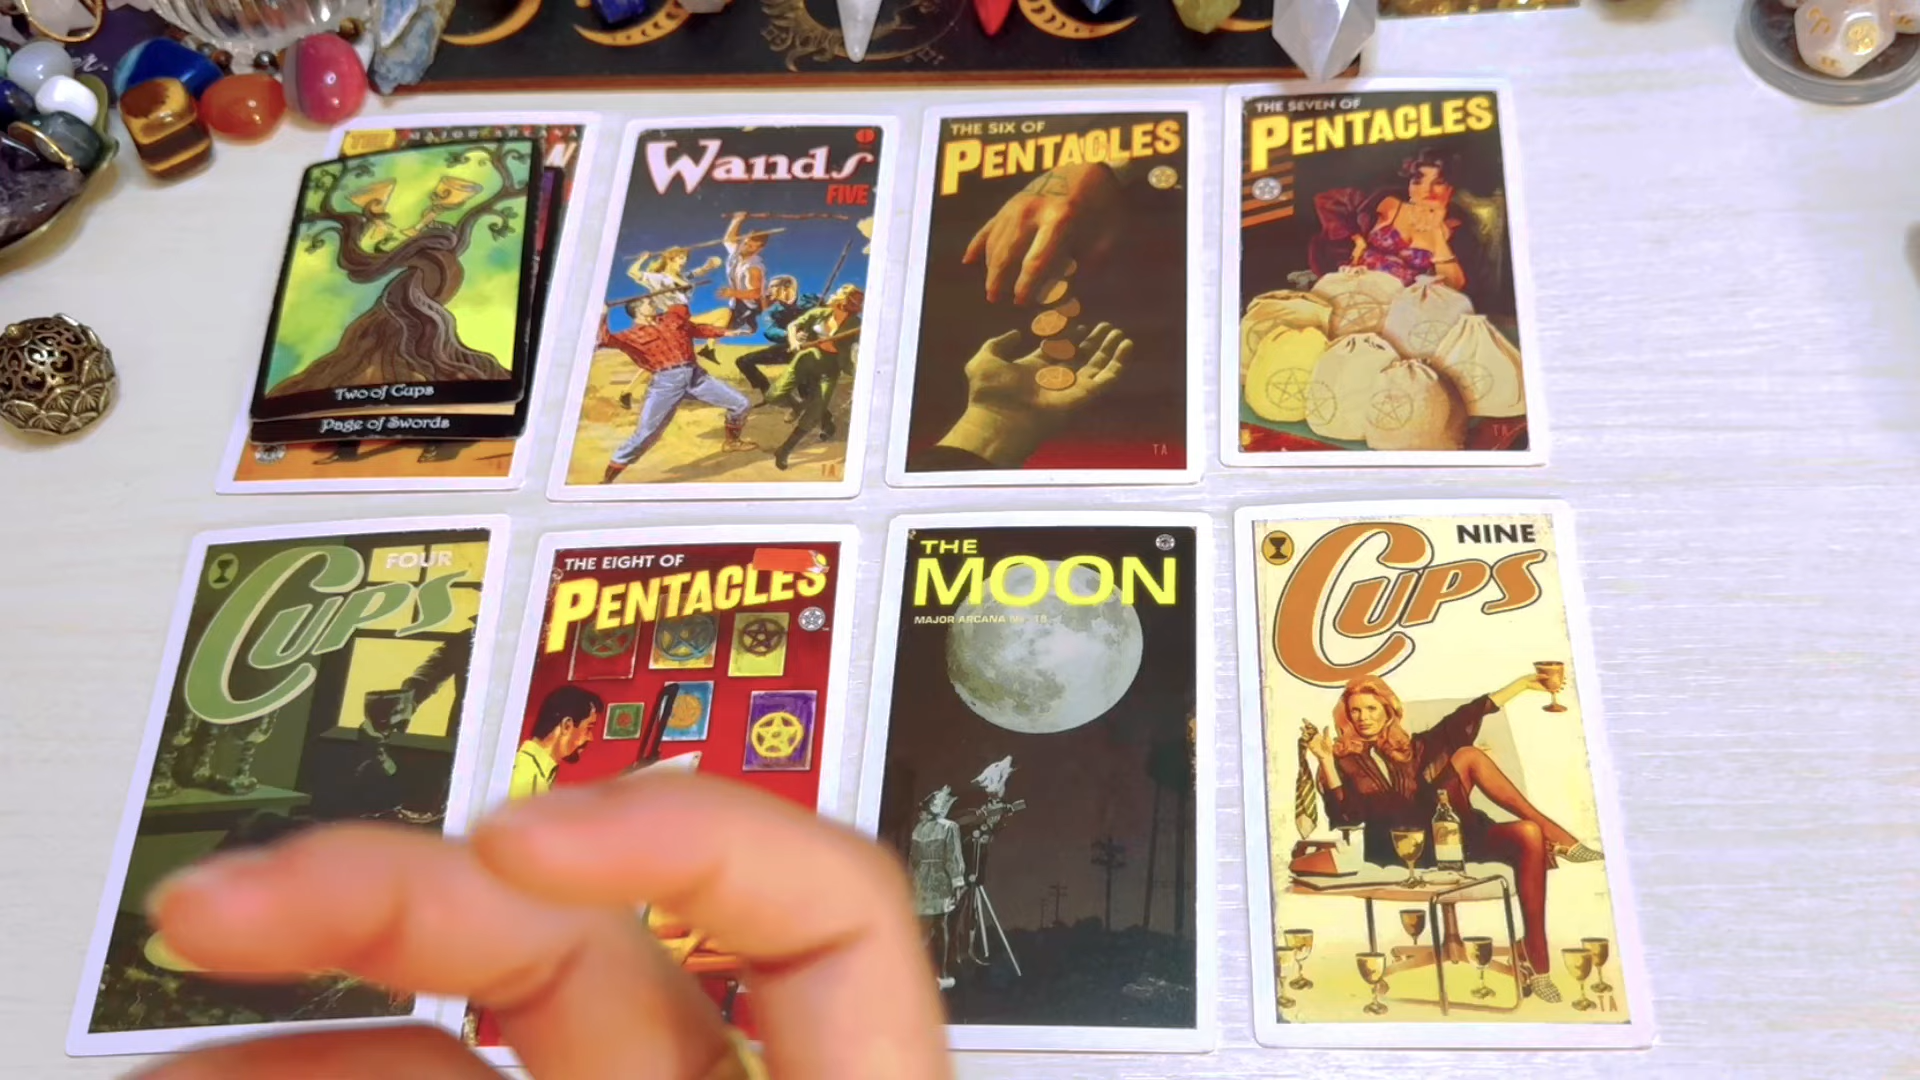 MAJOR ARCANA
Two of Cups
Page of Swords
Wands
FIVE
TA
THE SIX OF
PENTACLES
TA
THE SEVEN OF
PENTACLES
TA
FOUR
CUPS
THE EIGHT OF
PENTACLES
THE
MOON
MAJOR ARCANA No. 18
NINE
CUPS
TA